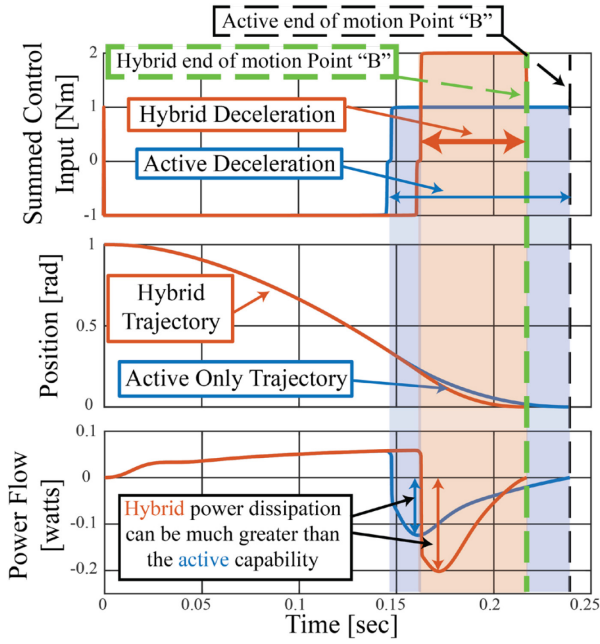 Active end of motion Point “B”
Hybrid end of motion Point “B”
Summed Control
Input [Nm]
2
1
0
-1
Hybrid Deceleration
Active Deceleration
Position [rad]
1
0.5
0
Hybrid
Trajectory
Active Only Trajectory
Power Flow
[watts]
0.1
0
-0.1
-0.2
Hybrid power dissipation
can be much greater than
the active capability
0 0.05 0.1 0.15 0.2 0.25
Time [sec]